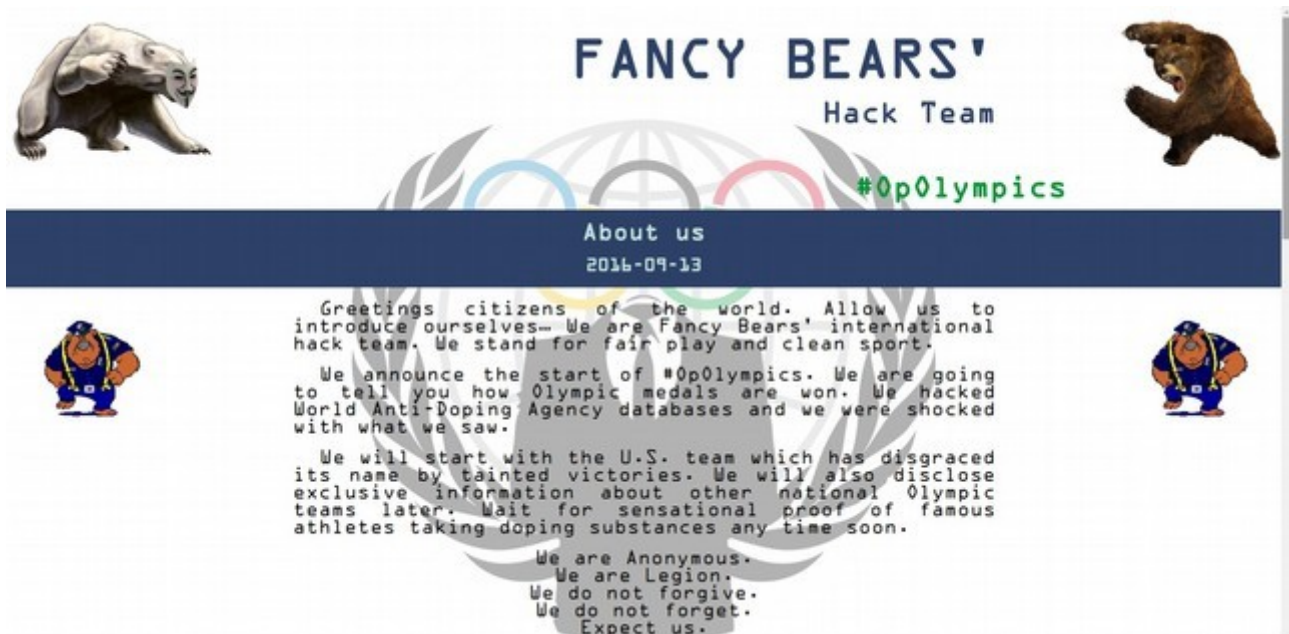 FANCY BEARS'
Hack Team
#OpOlympics
About us
2016-09-13
Greetings citizens of the world. Allow us to
introduce ourselves… We are Fancy Bears' international
hack team. We stand for fair play and clean sport.
We announce the start of #OpOlympics. We are going
to tell you how Olympic medals are won. We hacked
World Anti-Doping Agency databases and we were shocked
with what we saw.
We will start with the U.S. team which has disgraced
its name by tainted victories. We will also disclose
exclusive information about other national Olympic
teams later. Wait for sensational proof of famous
athletes taking doping substances any time soon.
We are Anonymous.
We are Legion.
We do not forgive.
We do not forget.
Expect us.